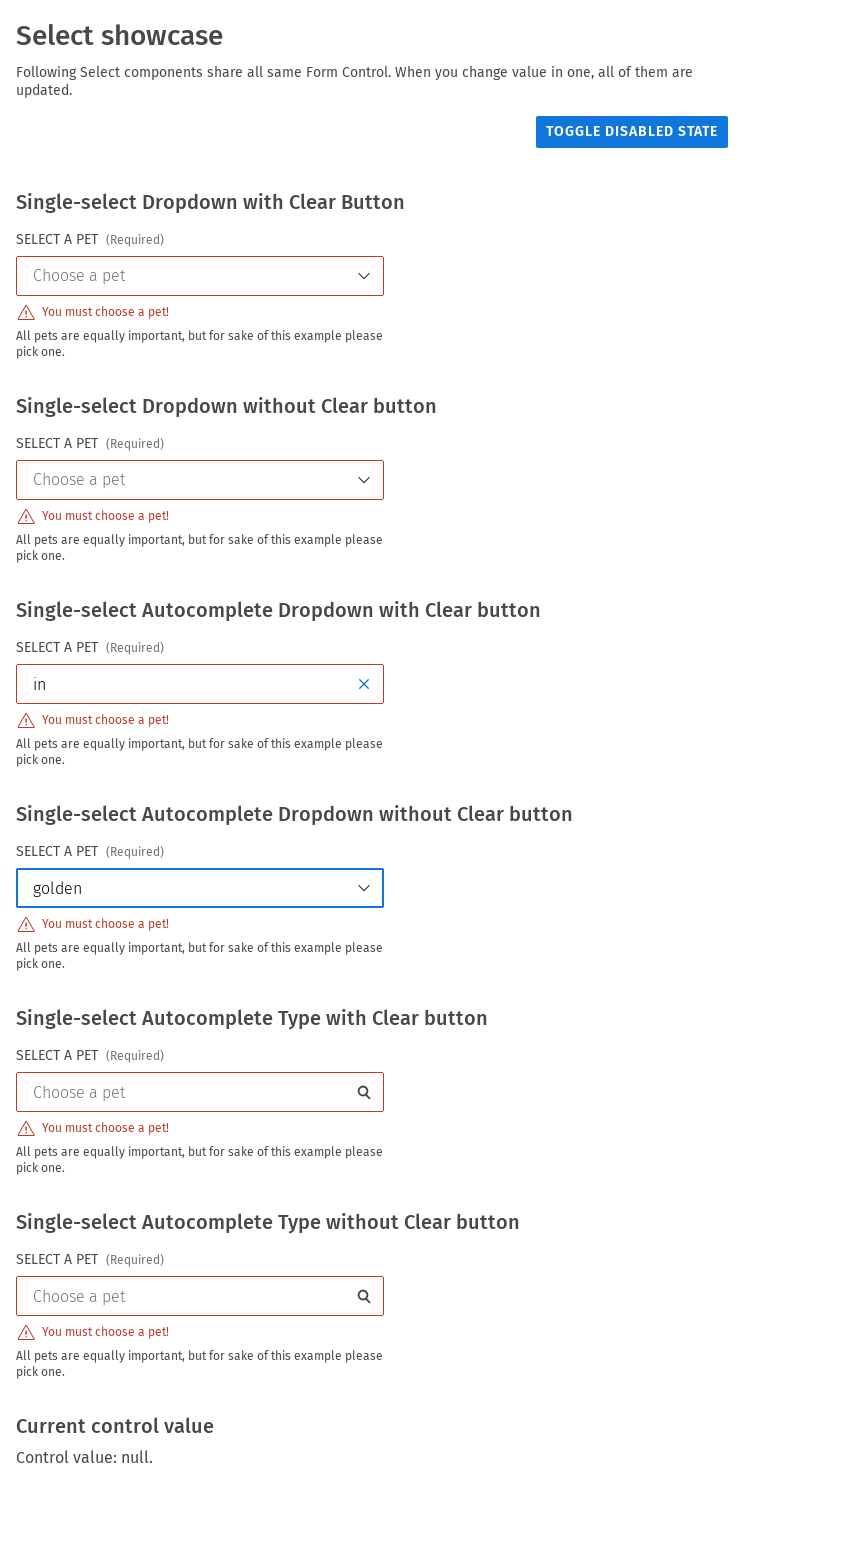 Select showcase
Following Select components share all same Form Control. When you change value in one, all of them are
updated.
TOGGLE DISABLED STATE
Single-select Dropdown with Clear Button
SELECT A PET (Required)
Choose a pet
You must choose a pet!
All pets are equally important, but for sake of this example please
pick one.
Single-select Dropdown without Clear button
SELECT A PET (Required)
Choose a pet
You must choose a pet!
All pets are equally important, but for sake of this example please
pick one.
Single-select Autocomplete Dropdown with Clear button
SELECT A PET (Required)
in
You must choose a pet!
All pets are equally important, but for sake of this example please
pick one.
Single-select Autocomplete Dropdown without Clear button
SELECT A PET (Required)
golden
You must choose a pet!
All pets are equally important, but for sake of this example please
pick one.
Single-select Autocomplete Type with Clear button
SELECT A PET (Required)
Choose a pet
You must choose a pet!
All pets are equally important, but for sake of this example please
pick one.
Single-select Autocomplete Type without Clear button
SELECT A PET (Required)
Choose a pet
You must choose a pet!
All pets are equally important, but for sake of this example please
pick one.
Current control value
Control value: null.